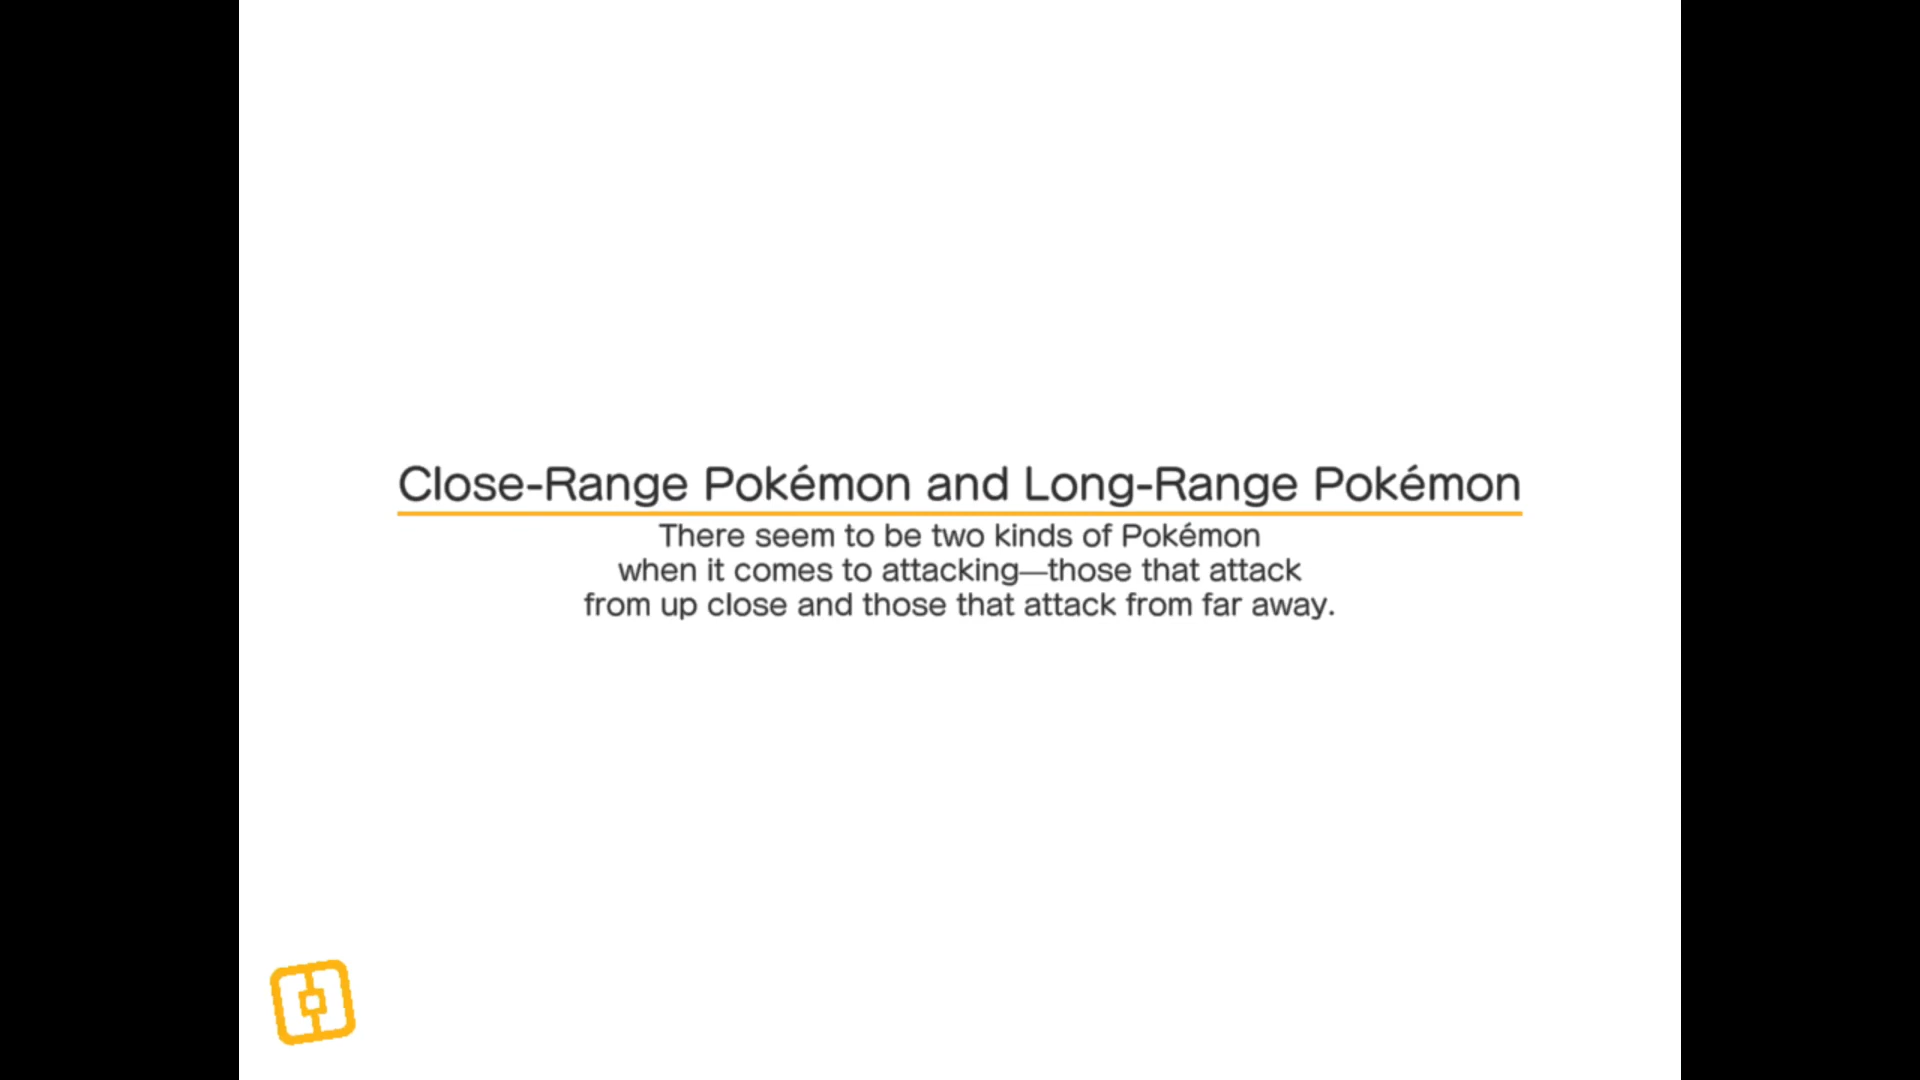 Close-Range Pokémon and Long-Range Pokémon
There seem to be two kinds of Pokémon
when it comes to attacking—those that attack
from up close and those that attack from far away.